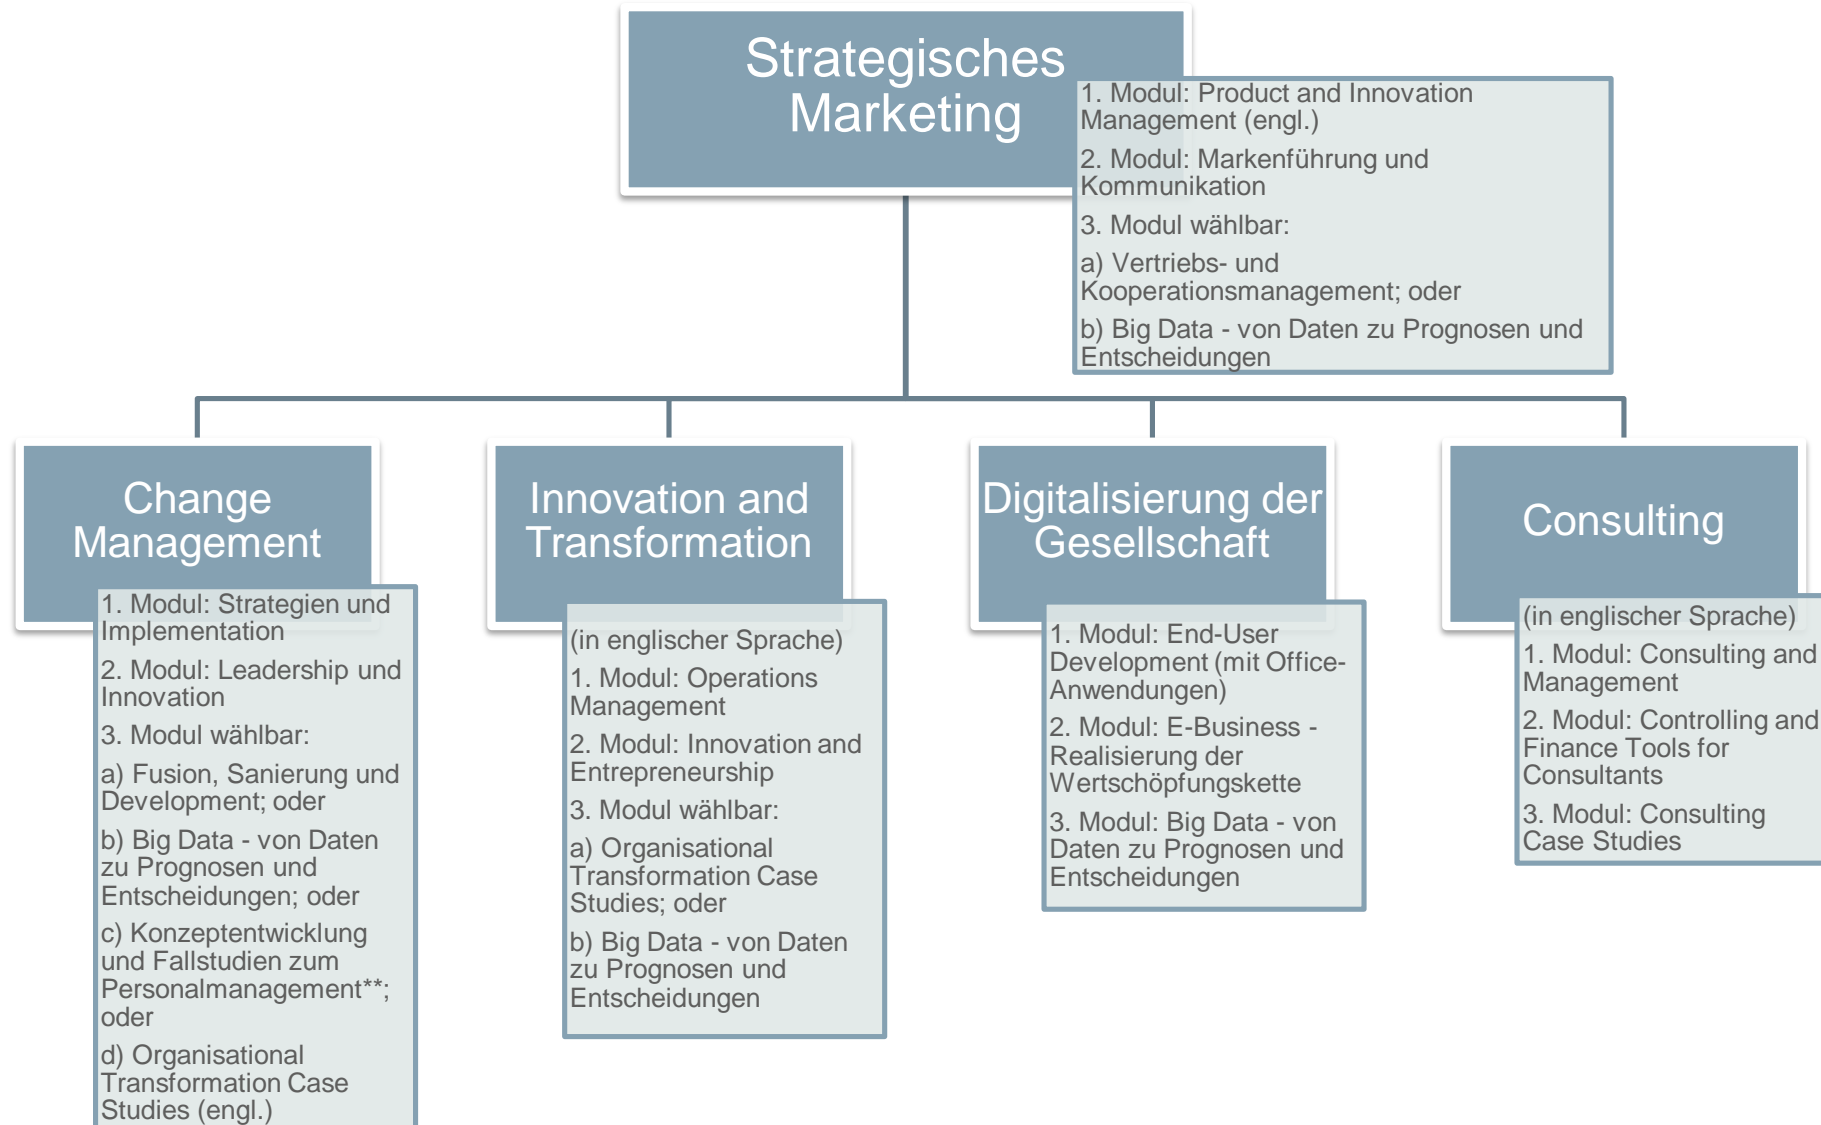 Strategisches
Marketing
1. Modul: Product and Innovation
Management (engl.)
2. Modul: Markenführung und
Kommunikation
3. Modul wählbar:
a) Vertriebs- und
Kooperationsmanagement; oder
b) Big Data - von Daten zu Prognosen und
Entscheidungen
Change
Management
1. Modul: Strategien und
Implementation
2. Modul: Leadership und
Innovation
3. Modul wählbar:
a) Fusion, Sanierung und
Development; oder
b) Big Data - von Daten
zu Prognosen und
Entscheidungen; oder
c) Konzeptentwicklung
und Fallstudien zum
Personalmanagement**;
oder
d) Organisational
Transformation Case
Studies (engl.)
Innovation and
Transformation
(in englischer Sprache)
1. Modul: Operations
Management
2. Modul: Innovation and
Entrepreneurship
3. Modul wählbar:
a) Organisational
Transformation Case
Studies; oder
b) Big Data - von Daten
zu Prognosen und
Entscheidungen
Digitalisierung der
Gesellschaft
1. Modul: End-User
Development (mit Office-
Anwendungen)
2. Modul: E-Business -
Realisierung der
Wertschöpfungskette
3. Modul: Big Data - von
Daten zu Prognosen und
Entscheidungen
Consulting
(in englischer Sprache)
1. Modul: Consulting and
Management
2. Modul: Controlling and
Finance Tools for
Consultants
3. Modul: Consulting
Case Studies